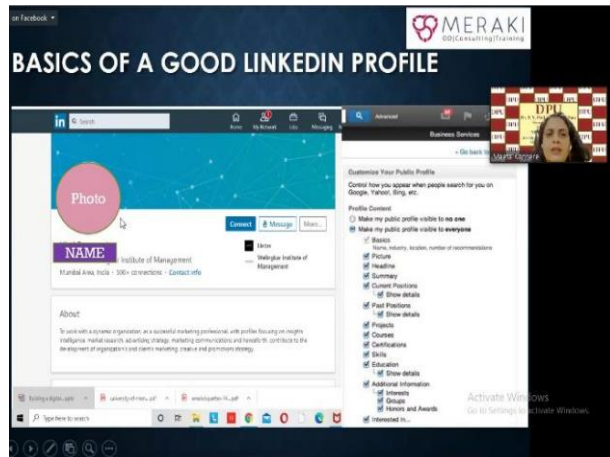 on Facebook
MERAKI
OD|Consulting|Training
BASICS OF A GOOD LINKEDIN PROFILE
in
Search
Home
My Network
Jobs
Messaging
Photo
NAME
Institute of Management
Mumbai Area, India · 500+ connections · Contact info
Connect
Message
More...
Welingkar Institute of
Management
About
To work with a dynamic organization, as a successful marketing professional, with profiles focusing on insights
intelligence, market research, advertising strategy, marketing communications and henceforth, contribute to the
development of organization's and client's marketing, creative and promotions strategy.
Advanced
Business Services
Go back to
Customize Your Public Profile
Control how you appear when people search for you on
Google, Yahoo!, Bing, etc.
Profile Content
Make my public profile visible to no one
Make my public profile visible to everyone
Basics
Name, industry, location, number of recommendations
Picture
Headline
Summary
Current Positions
Show details
Past Positions
Show details
Projects
Courses
Certifications
Skills
Education
Show details
Additional Information
Interests
Groups
Honors and Awards
Interested in...
DPU
Type here to search
Activate Windows
Go to Settings to activate Windows.